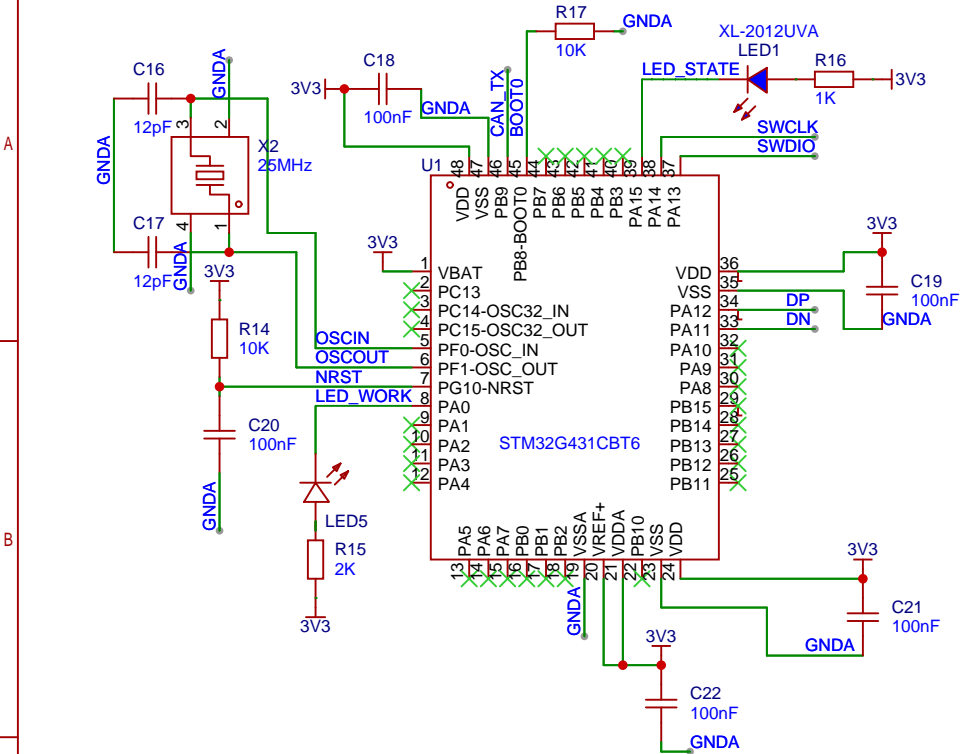 R17
10K
GNDA
XL-2012UVA
LED1
LED_STATE
R16
1K
3V3
C16
12pF
GNDA
GNDA
3
2
X2
25MHz
4
1
C17
12pF
GNDA
C18
3V3
100nF
GNDA
CAN_TX
BOOT0
SWCLK
SWDIO
U1
48
47
46
45
44
43
42
41
40
39
38
37
VDD
VSS
PB9
PB8-BOOT0
PB7
PB6
PB5
PB4
PB3
PA15
PA14
PA13
A
3V3
3V3
R14
10K
OSCIN
OSCOUT
NRST
LED_WORK
C20
100nF
GNDA
1 VBAT
2 PC13
3 PC14-OSC32_IN
4 PC15-OSC32_OUT
5 PF0-OSC_IN
6 PF1-OSC_OUT
7 PG10-NRST
8 PA0
9 PA1
10 PA2
11 PA3
12 PA4
STM32G431CBT6
VDD 36
VSS 35
PA12 34
PA11 33
PA10 32
PA9 31
PA8 30
PB15 29
PB14 28
PB13 27
PB12 26
PB11 25
DP
DN
3V3
C19
100nF
GNDA
LED5
R15
2K
3V3
B
PA5
PA6
PA7
PB0
PB1
PB2
VSSA
VREF+
VDDA
PB10
VSS
VDD
13
14
15
16
17
18
19
20
21
22
23
24
GNDA
3V3
C21
100nF
GNDA
3V3
C22
100nF
GNDA